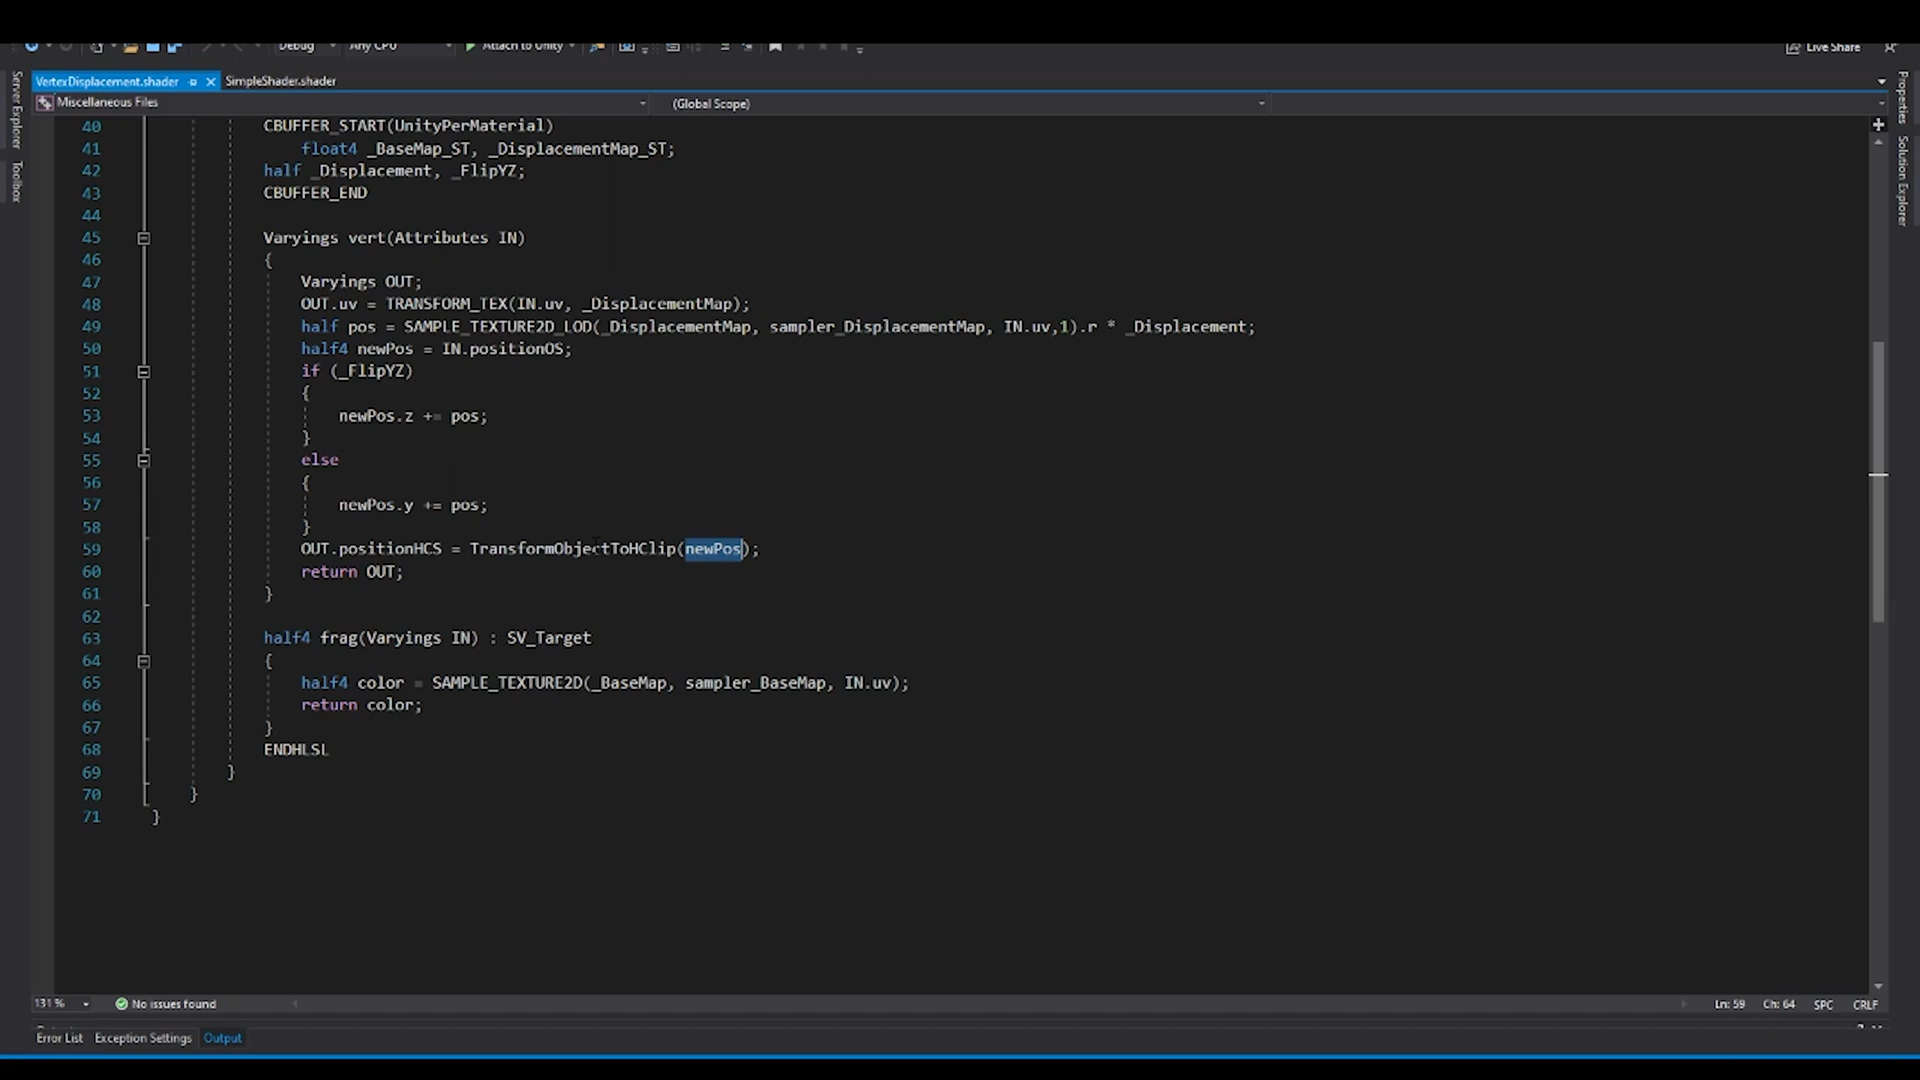 Debug Any CPU Attach to Unity Live Share
VertexDisplacement.shader SimpleShader.shader
Miscellaneous Files (Global Scope)
Server Explorer
Toolbox
Properties
Solution Explorer
40 CBUFFER_START(UnityPerMaterial)
41 float4 _BaseMap_ST, _DisplacementMap_ST;
42 half _Displacement, _FlipYZ;
43 CBUFFER_END
44
45 Varyings vert(Attributes IN)
46 {
47 Varyings OUT;
48 OUT.uv = TRANSFORM_TEX(IN.uv, _DisplacementMap);
49 half pos = SAMPLE_TEXTURE2D_LOD(_DisplacementMap, sampler_DisplacementMap, IN.uv,1).r * _Displacement;
50 half4 newPos = IN.positionOS;
51 if (_FlipYZ)
52 {
53 newPos.z += pos;
54 }
55 else
56 {
57 newPos.y += pos;
58 }
59 OUT.positionHCS = TransformObjectToHClip(newPos);
60 return OUT;
61 }
62
63 half4 frag(Varyings IN) : SV_Target
64 {
65 half4 color = SAMPLE_TEXTURE2D(_BaseMap, sampler_BaseMap, IN.uv);
66 return color;
67 }
68 ENDHLSL
69 }
70 }
71 }
131 % No issues found Ln: 59 Ch: 64 SPC CRLF
Error List Exception Settings Output